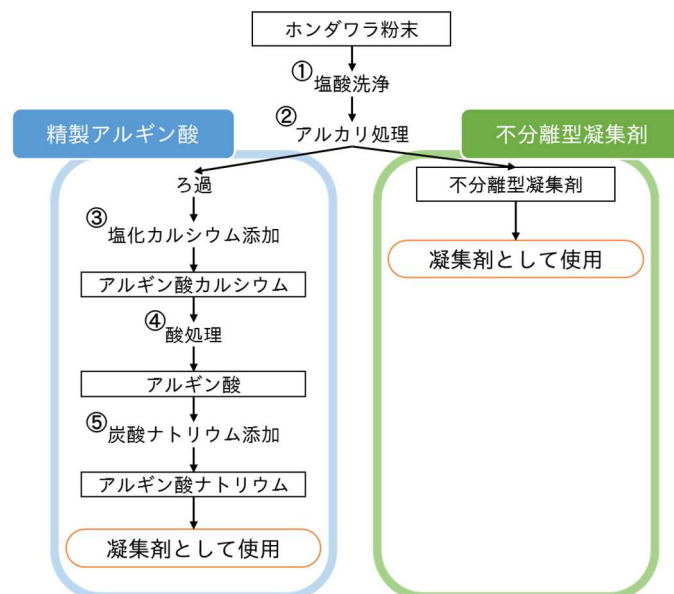 ホンダワラ粉末
①塩酸洗浄
②アルカリ処理
精製アルギン酸
ろ過
③塩化カルシウム添加
アルギン酸カルシウム
④酸処理
アルギン酸
⑤炭酸ナトリウム添加
アルギン酸ナトリウム
凝集剤として使用
不分離型凝集剤
不分離型凝集剤
凝集剤として使用